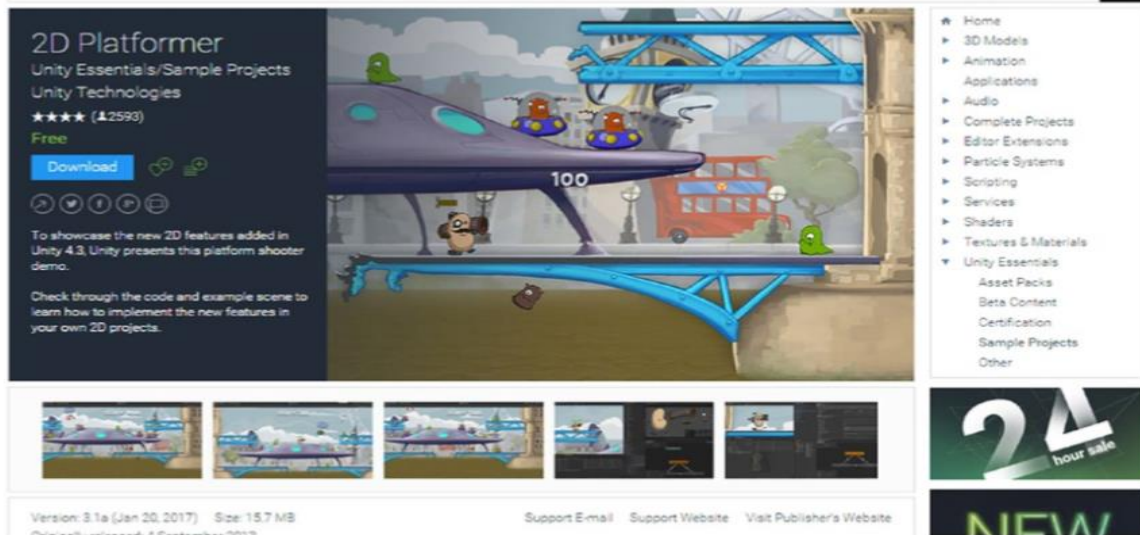 2D Platformer
Unity Essentials/Sample Projects
Unity Technologies
(2593)
Free
Download
To showcase the new 2D features added in
Unity 4.3, Unity presents this platform shooter
demo.
Check through the code and example scene to
learn how to implement the new features in
your own 2D projects.
100
Home
3D Models
Animation
Applications
Audio
Complete Projects
Editor Extensions
Particle Systems
Scripting
Services
Shaders
Textures & Materials
Unity Essentials
Asset Packs
Beta Content
Certification
Sample Projects
Other
24
hour sale
Version: 3.1a (Jan 20, 2017) Size: 15.7 MB
Support E-mail Support Website Visit Publisher's Website
NEW